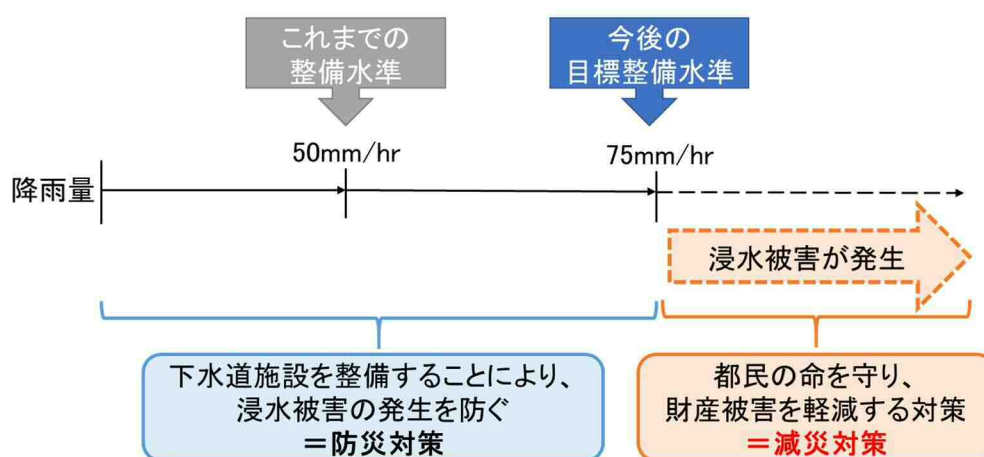 これまでの
整備水準
今後の
目標整備水準
50mm/hr
75mm/hr
降雨量
浸水被害が発生
下水道施設を整備することにより、
浸水被害の発生を防ぐ
＝防災対策
都民の命を守り、
財産被害を軽減する対策
＝減災対策